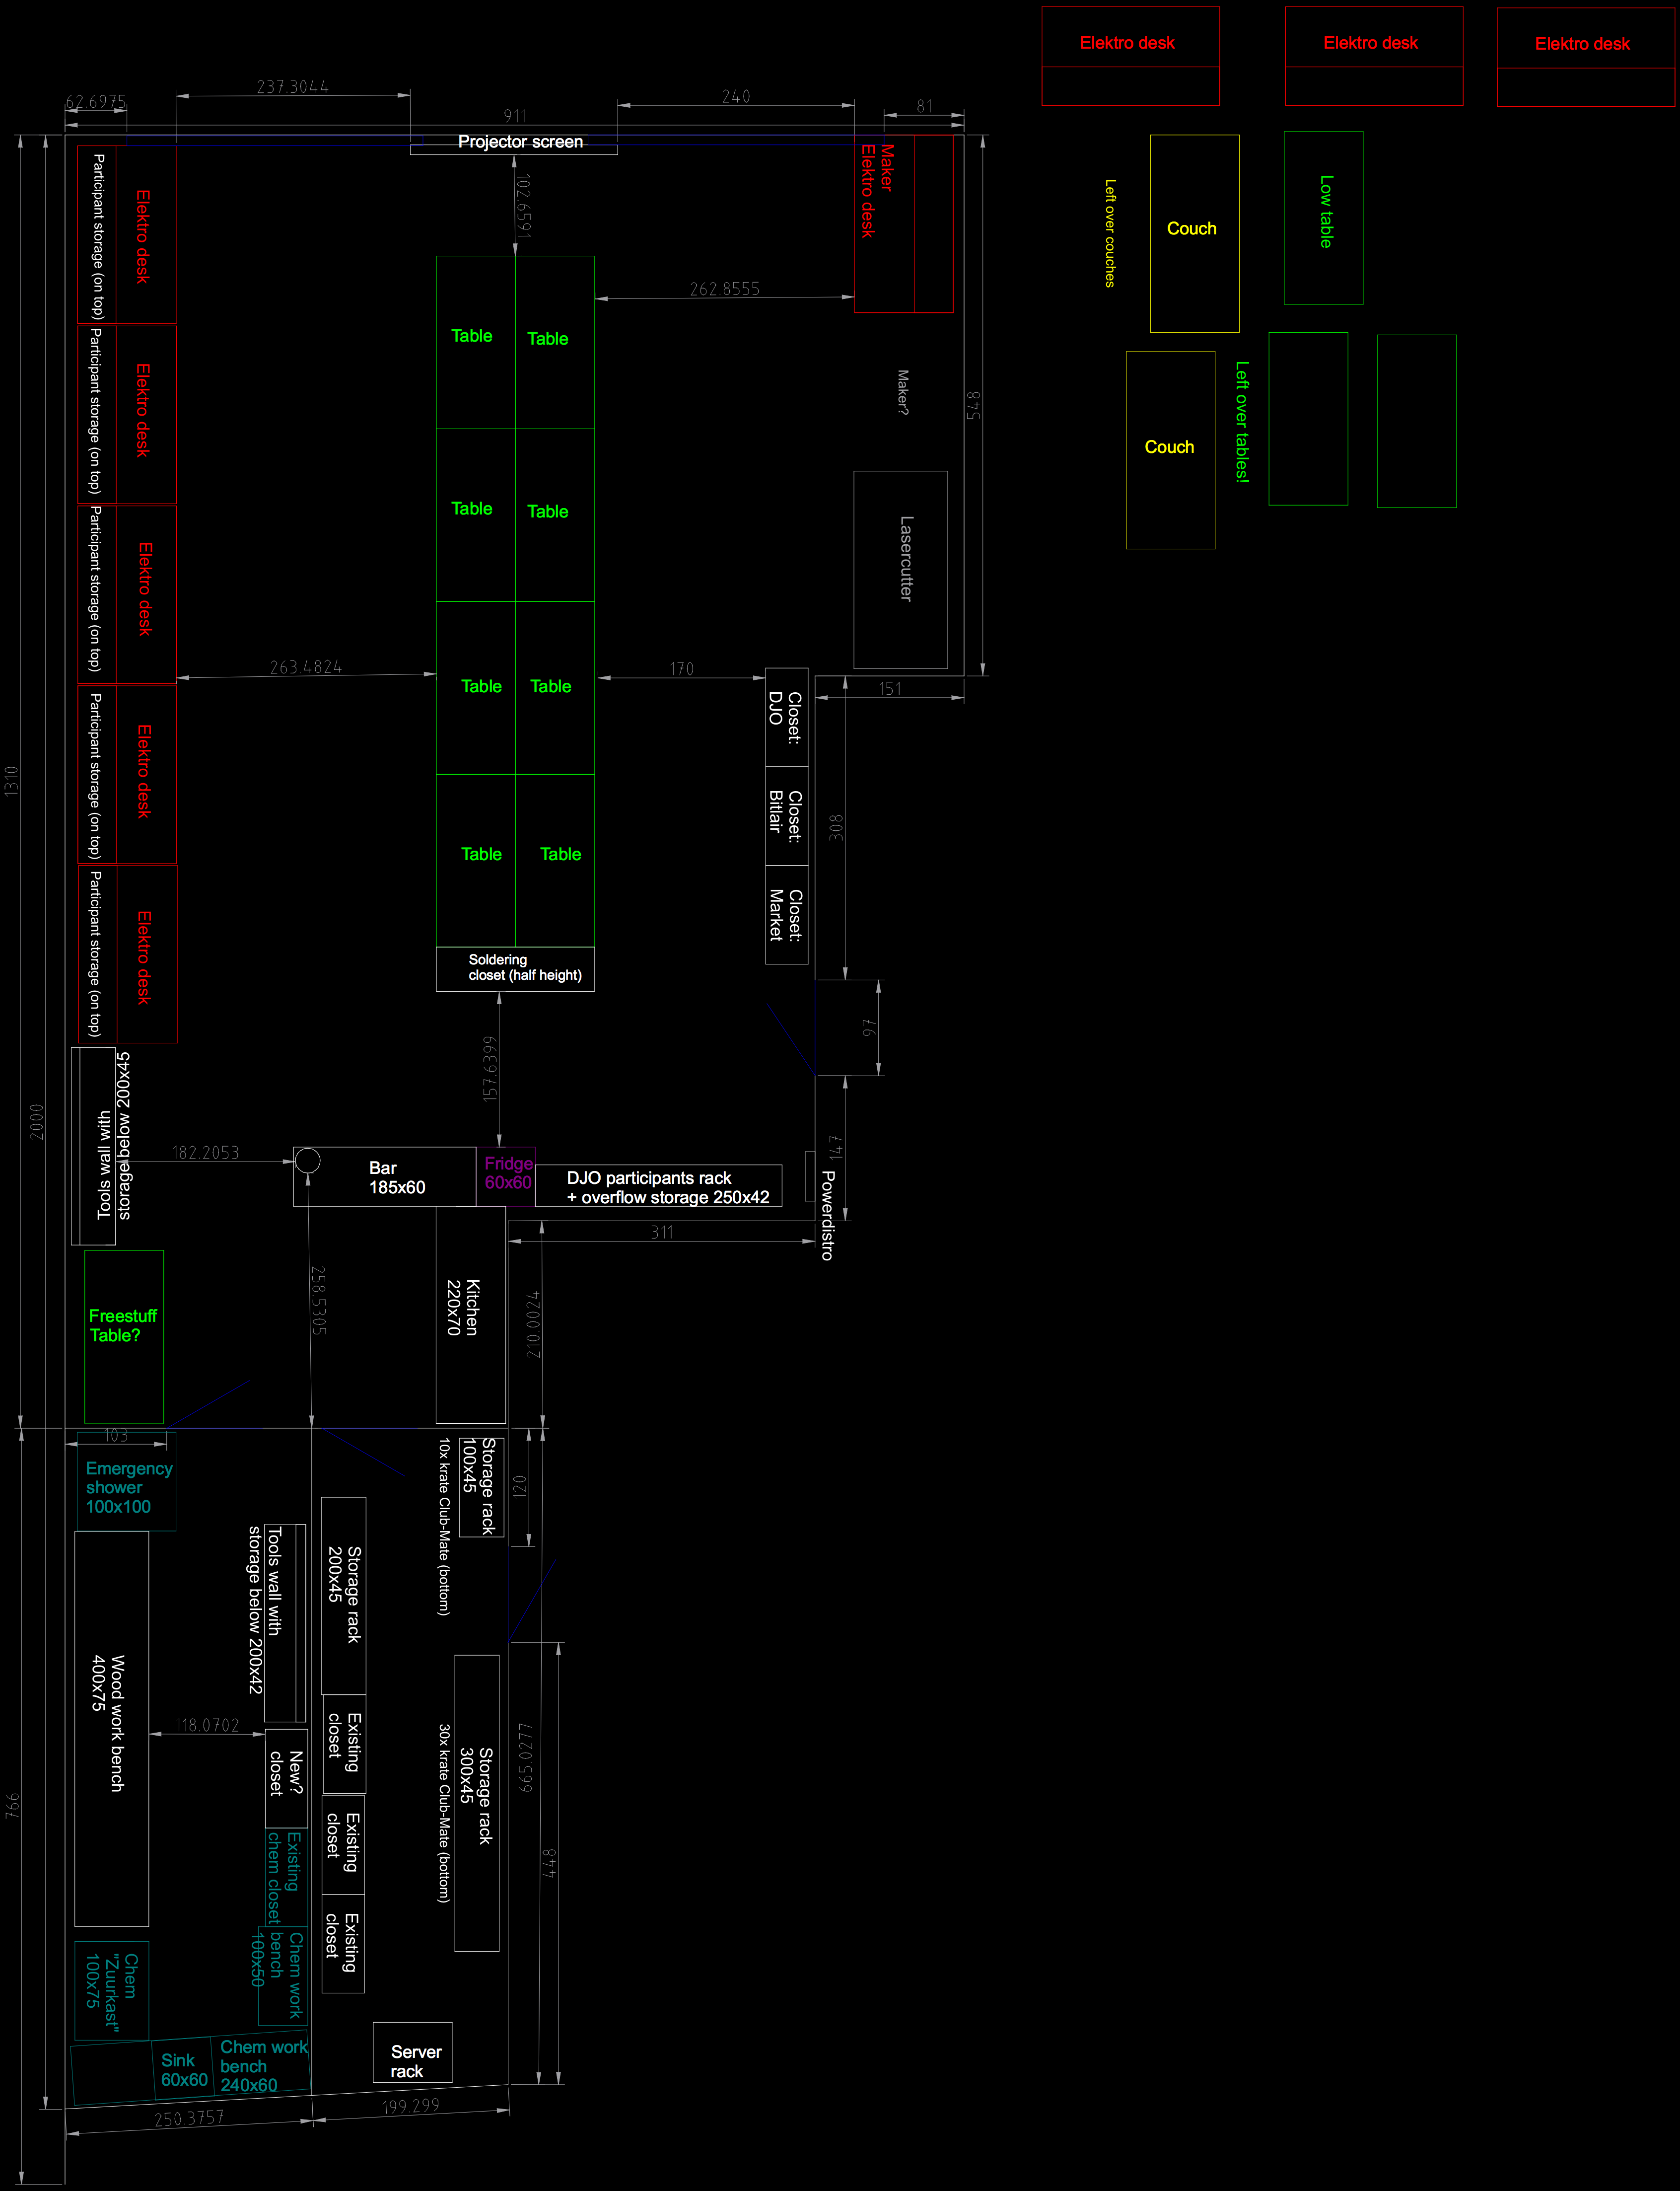 Elektro desk
Elektro desk
Elektro desk
62.6975
237.3044
240
81
911
Projector screen
102.6591
Maker
Elektro desk
Participant storage (on top)
Elektro desk
Participant storage (on top)
Elektro desk
Participant storage (on top)
Elektro desk
Participant storage (on top)
Elektro desk
Participant storage (on top)
Elektro desk
262.8555
548
Left over couches
Couch
Low table
Couch
Left over tables!
Table
Table
Table
Table
Table
Table
Table
Table
Maker?
Lasercutter
263.4824
170
151
Closet:
DJO
Closet:
Bitlair
Closet:
Market
308
1310
97
Soldering
closet (half height)
157.6399
2000
Tools wall with
storage below 200x45
182.2053
Bar
185x60
Fridge
60x60
DJO participants rack
+ overflow storage 250x42
147
Powerdistro
311
Kitchen
220x70
258.5305
210.0024
Freestuff
Table?
103
Emergency
shower
100x100
Storage rack
100x45
10x krate Club-Mate (bottom)
120
Tools wall with
storage below 200x42
Storage rack
200x45
Wood work bench
400x75
118.0702
New?
closet
Existing
closet
Existing
closet
Existing
closet
Storage rack
300x45
30x krate Club-Mate (bottom)
665.0277
448
766
Existing
chem closet
Chem work
bench
100x50
Chem
"Zuurkast"
100x75
Sink
60x60
Chem work
bench
240x60
Server
rack
250.3757
199.299